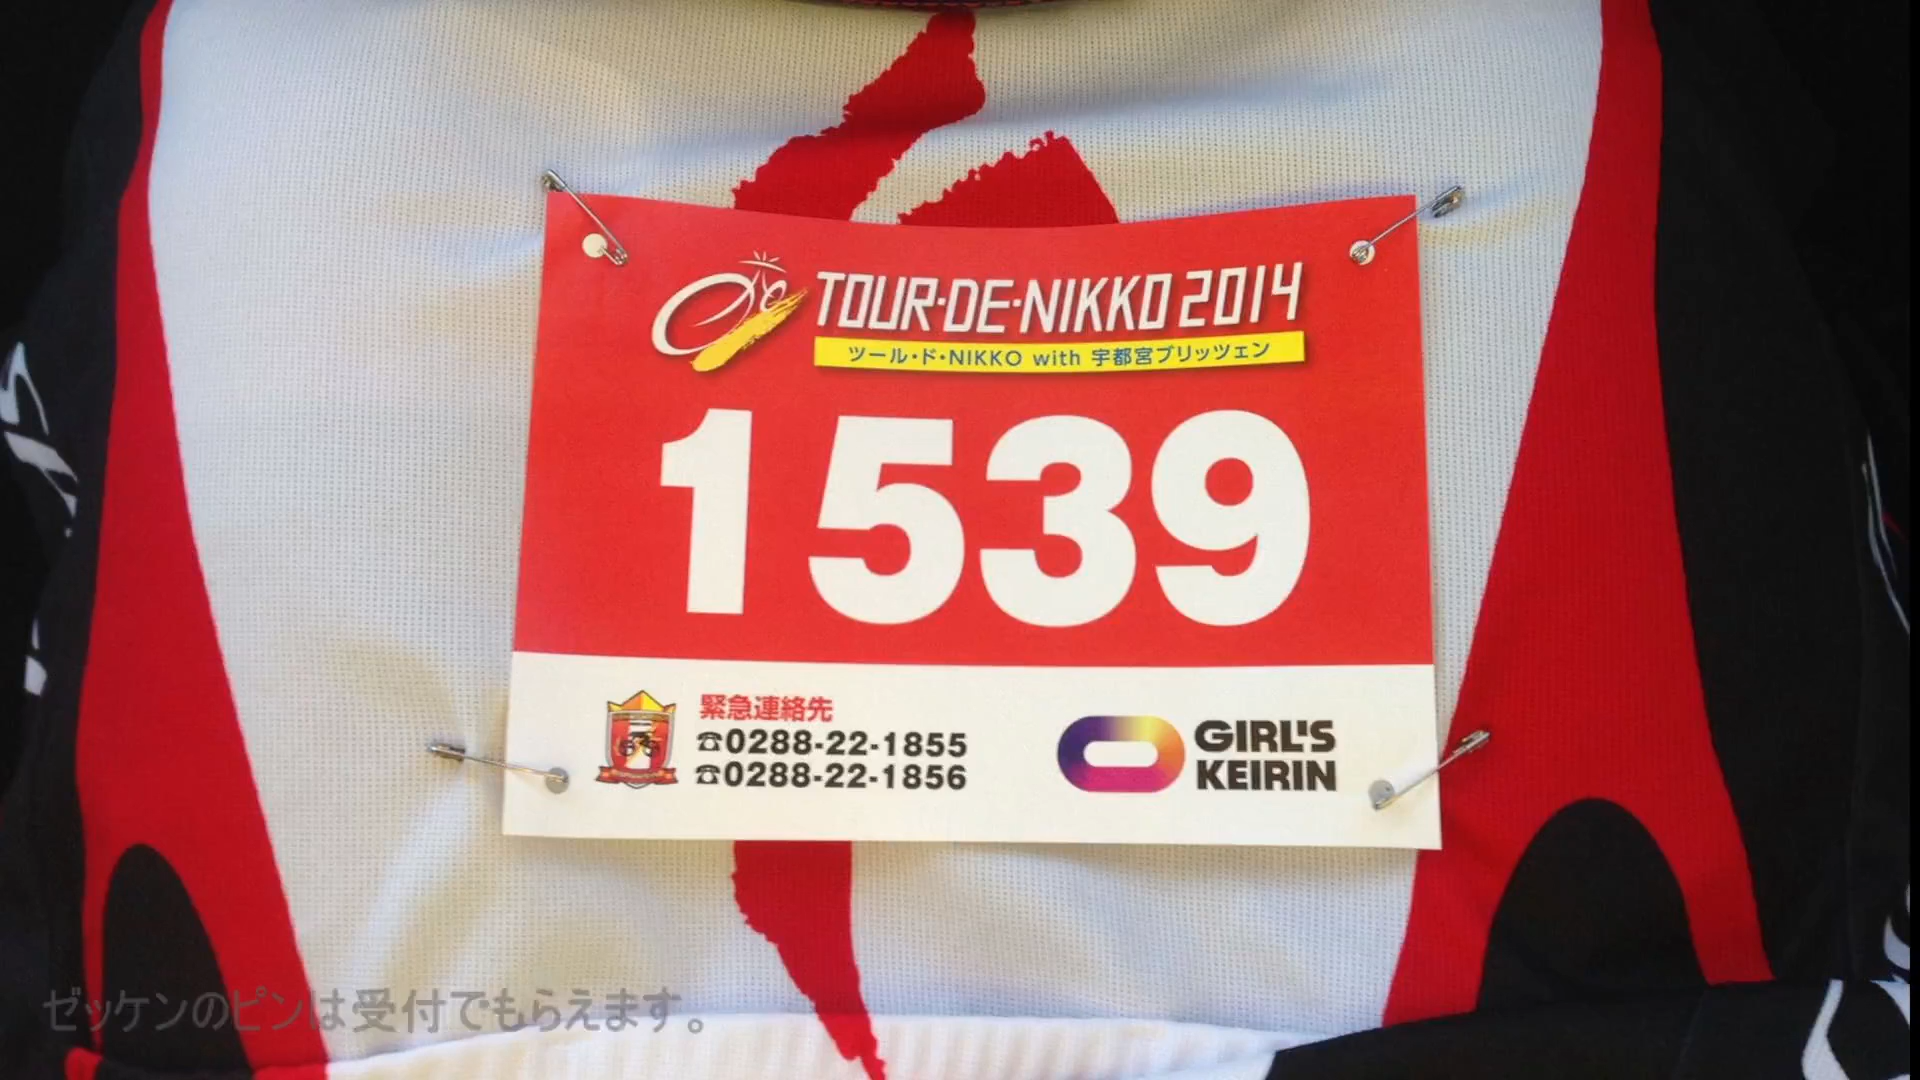 TOUR·DE·NIKKO 2014
ツール・ド・NIKKO with 宇都宮ブリッツェン
1539
緊急連絡先
☎0288-22-1855
☎0288-22-1856
GIRL'S
KEIRIN
ゼッケンのピンは受付でもらえます。